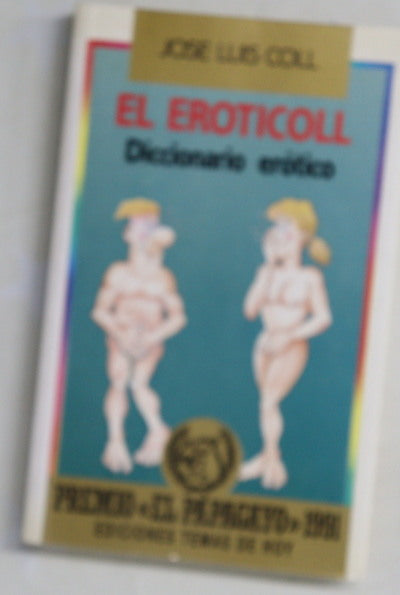 JOSE LUIS COLL
EL EROTICOLL
Diccionario erótico
PREMIO «EL PAPAGAYO» 1991
EDICIONES TEMAS DE HOY